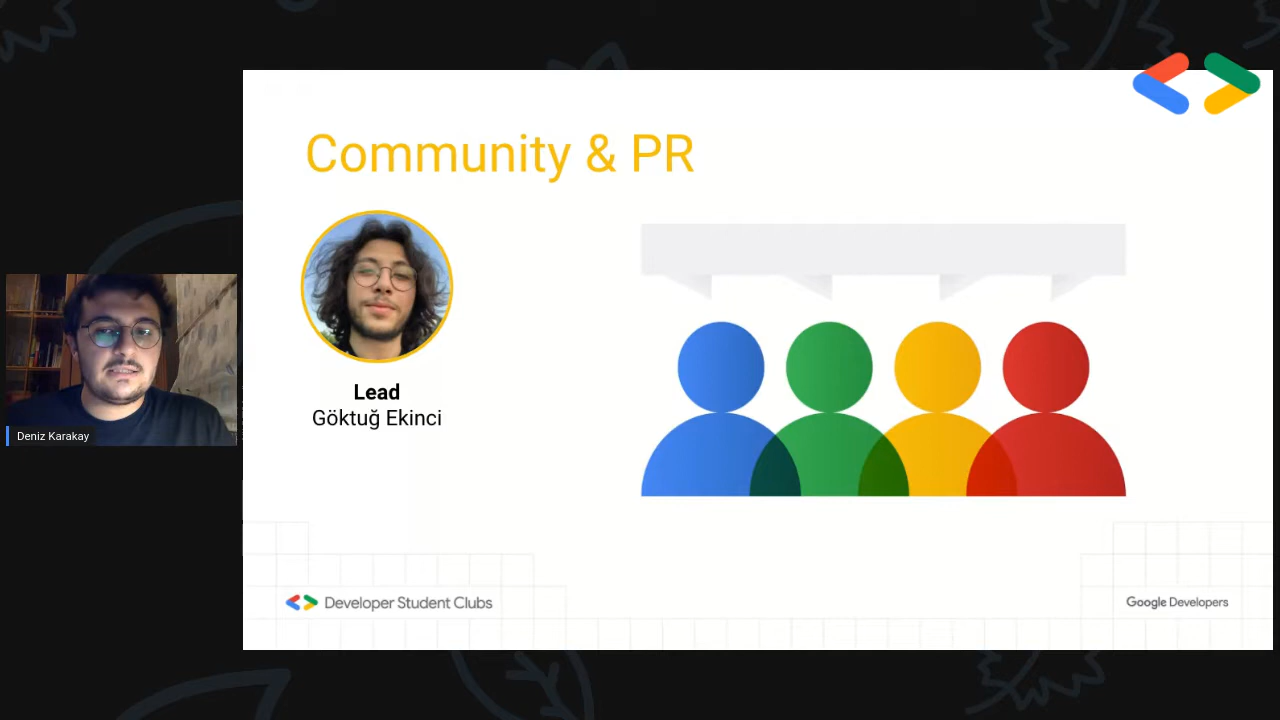 Community & PR
Lead
Göktuğ Ekinci
Deniz Karakay
Developer Student Clubs
Google Developers